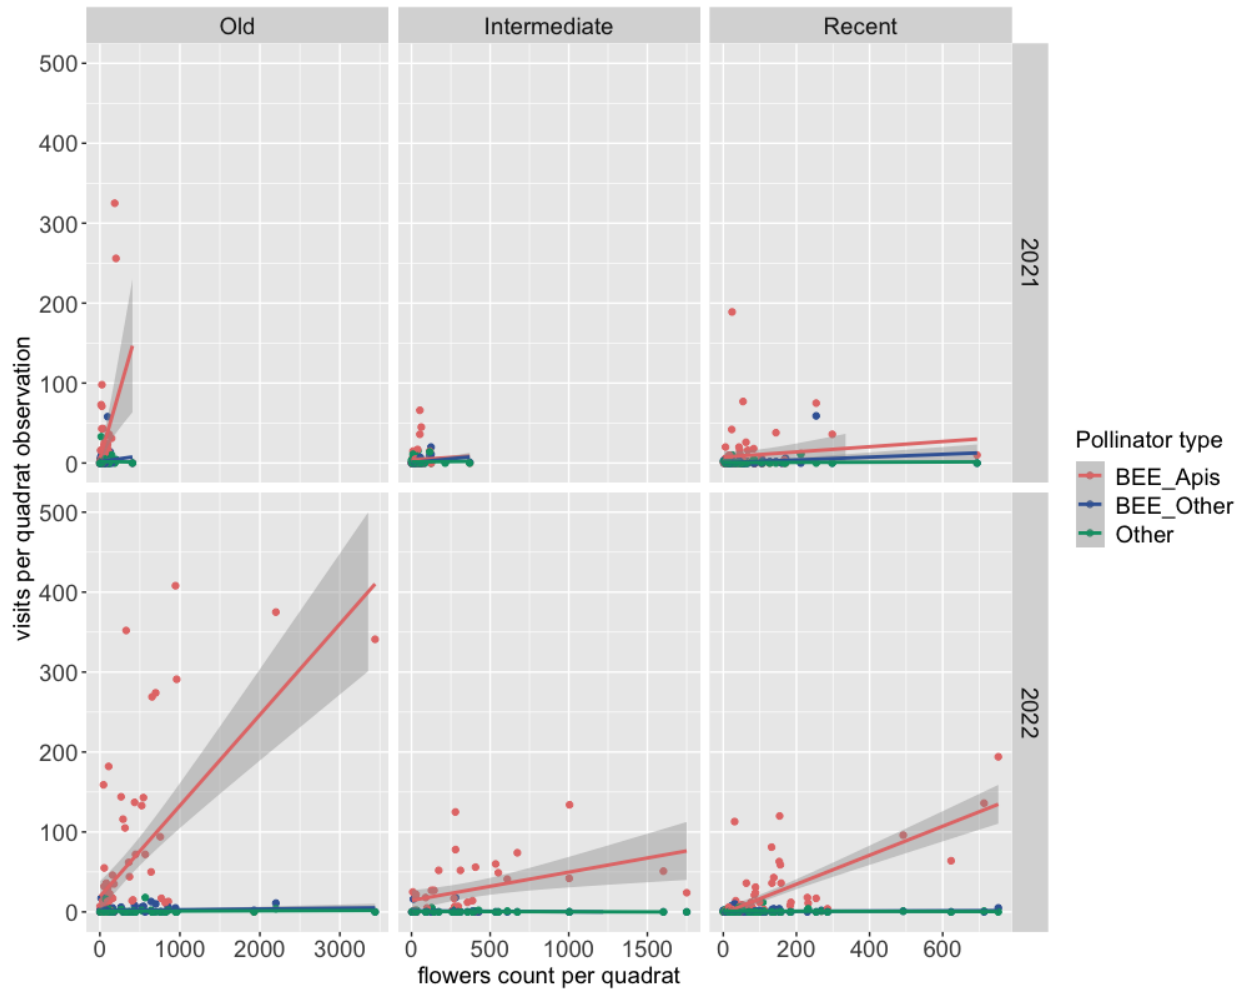 Old Intermediate Recent
500
400
300
200
100
0
2021
500
400
300
200
100
0
2022
visits per quadrat observation
0 1000 2000 3000 0 500 1000 1500 0 200 400 600
flowers count per quadrat
Pollinator type
BEE_Apis
BEE_Other
Other